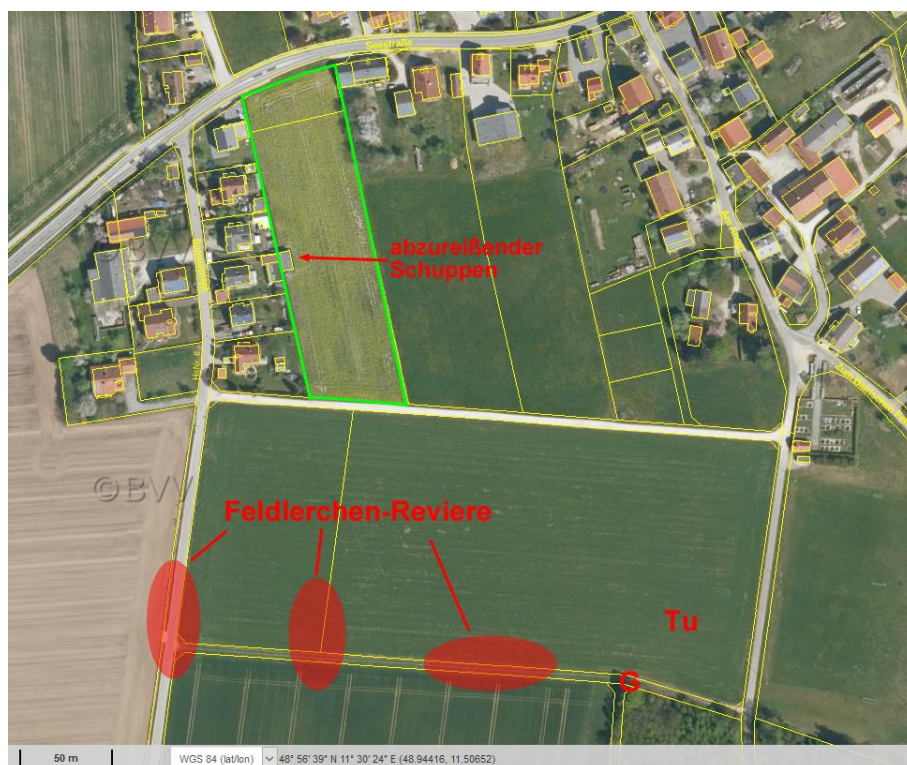 Seestraße
abzureißender
Schuppen
©BVV
Feldlerchen-Reviere
Tu
G
50 m
WGS 84 (lat/lon)
48° 56' 39" N 11° 30' 24" E (48.94416, 11.50652)